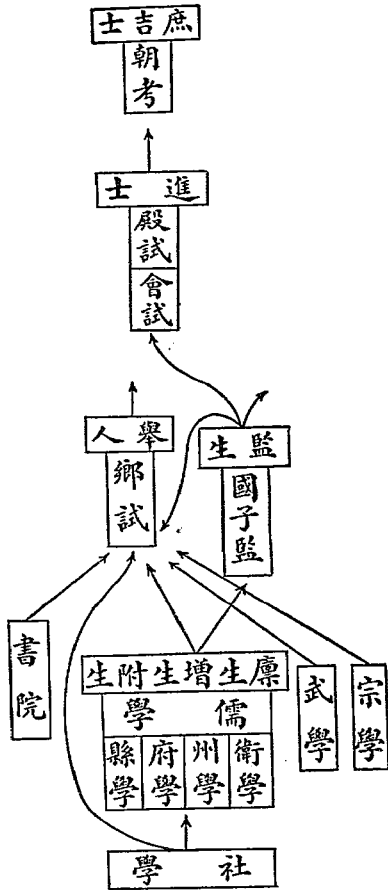 庶吉士
朝考
進士
殿試
會試
舉人
鄉試
監生
國子監
書院
廩生增生附生
儒學
衛學
州學
府學
縣學
武學
宗學
社學